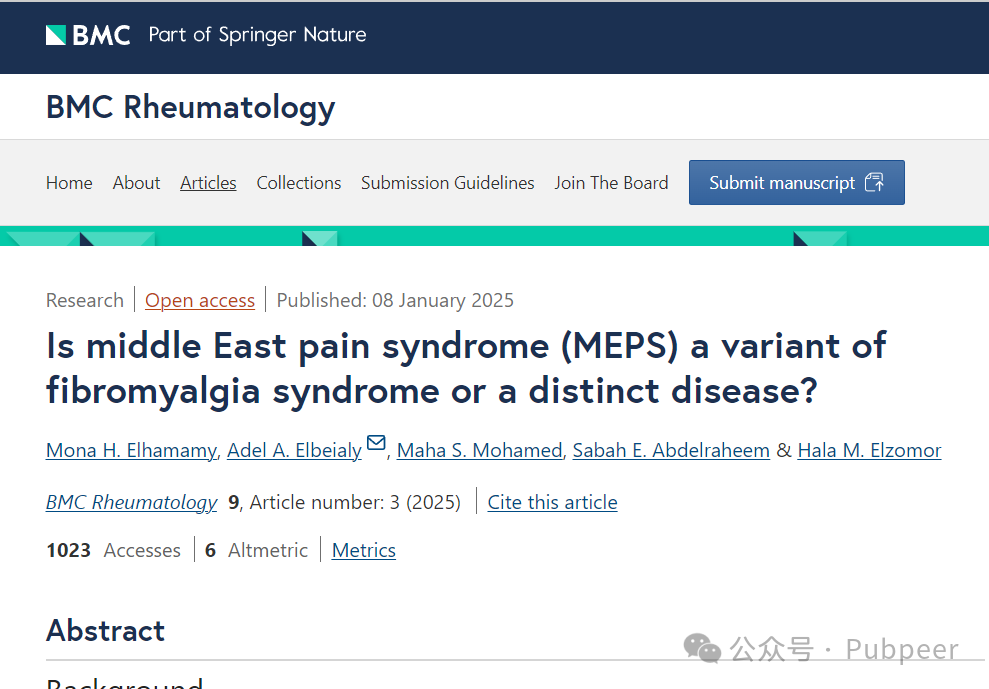 BMC Part of Springer Nature
BMC Rheumatology
Home About Articles Collections Submission Guidelines Join The Board Submit manuscript
Research Open access Published: 08 January 2025
Is middle East pain syndrome (MEPS) a variant of
fibromyalgia syndrome or a distinct disease?
Mona H. Elhamamy, Adel A. Elbeialy, Maha S. Mohamed, Sabah E. Abdelraheem & Hala M. Elzomor
BMC Rheumatology 9, Article number: 3 (2025) Cite this article
1023 Accesses 6 Altmetric Metrics
Abstract
公众号 · Pubpeer
Background